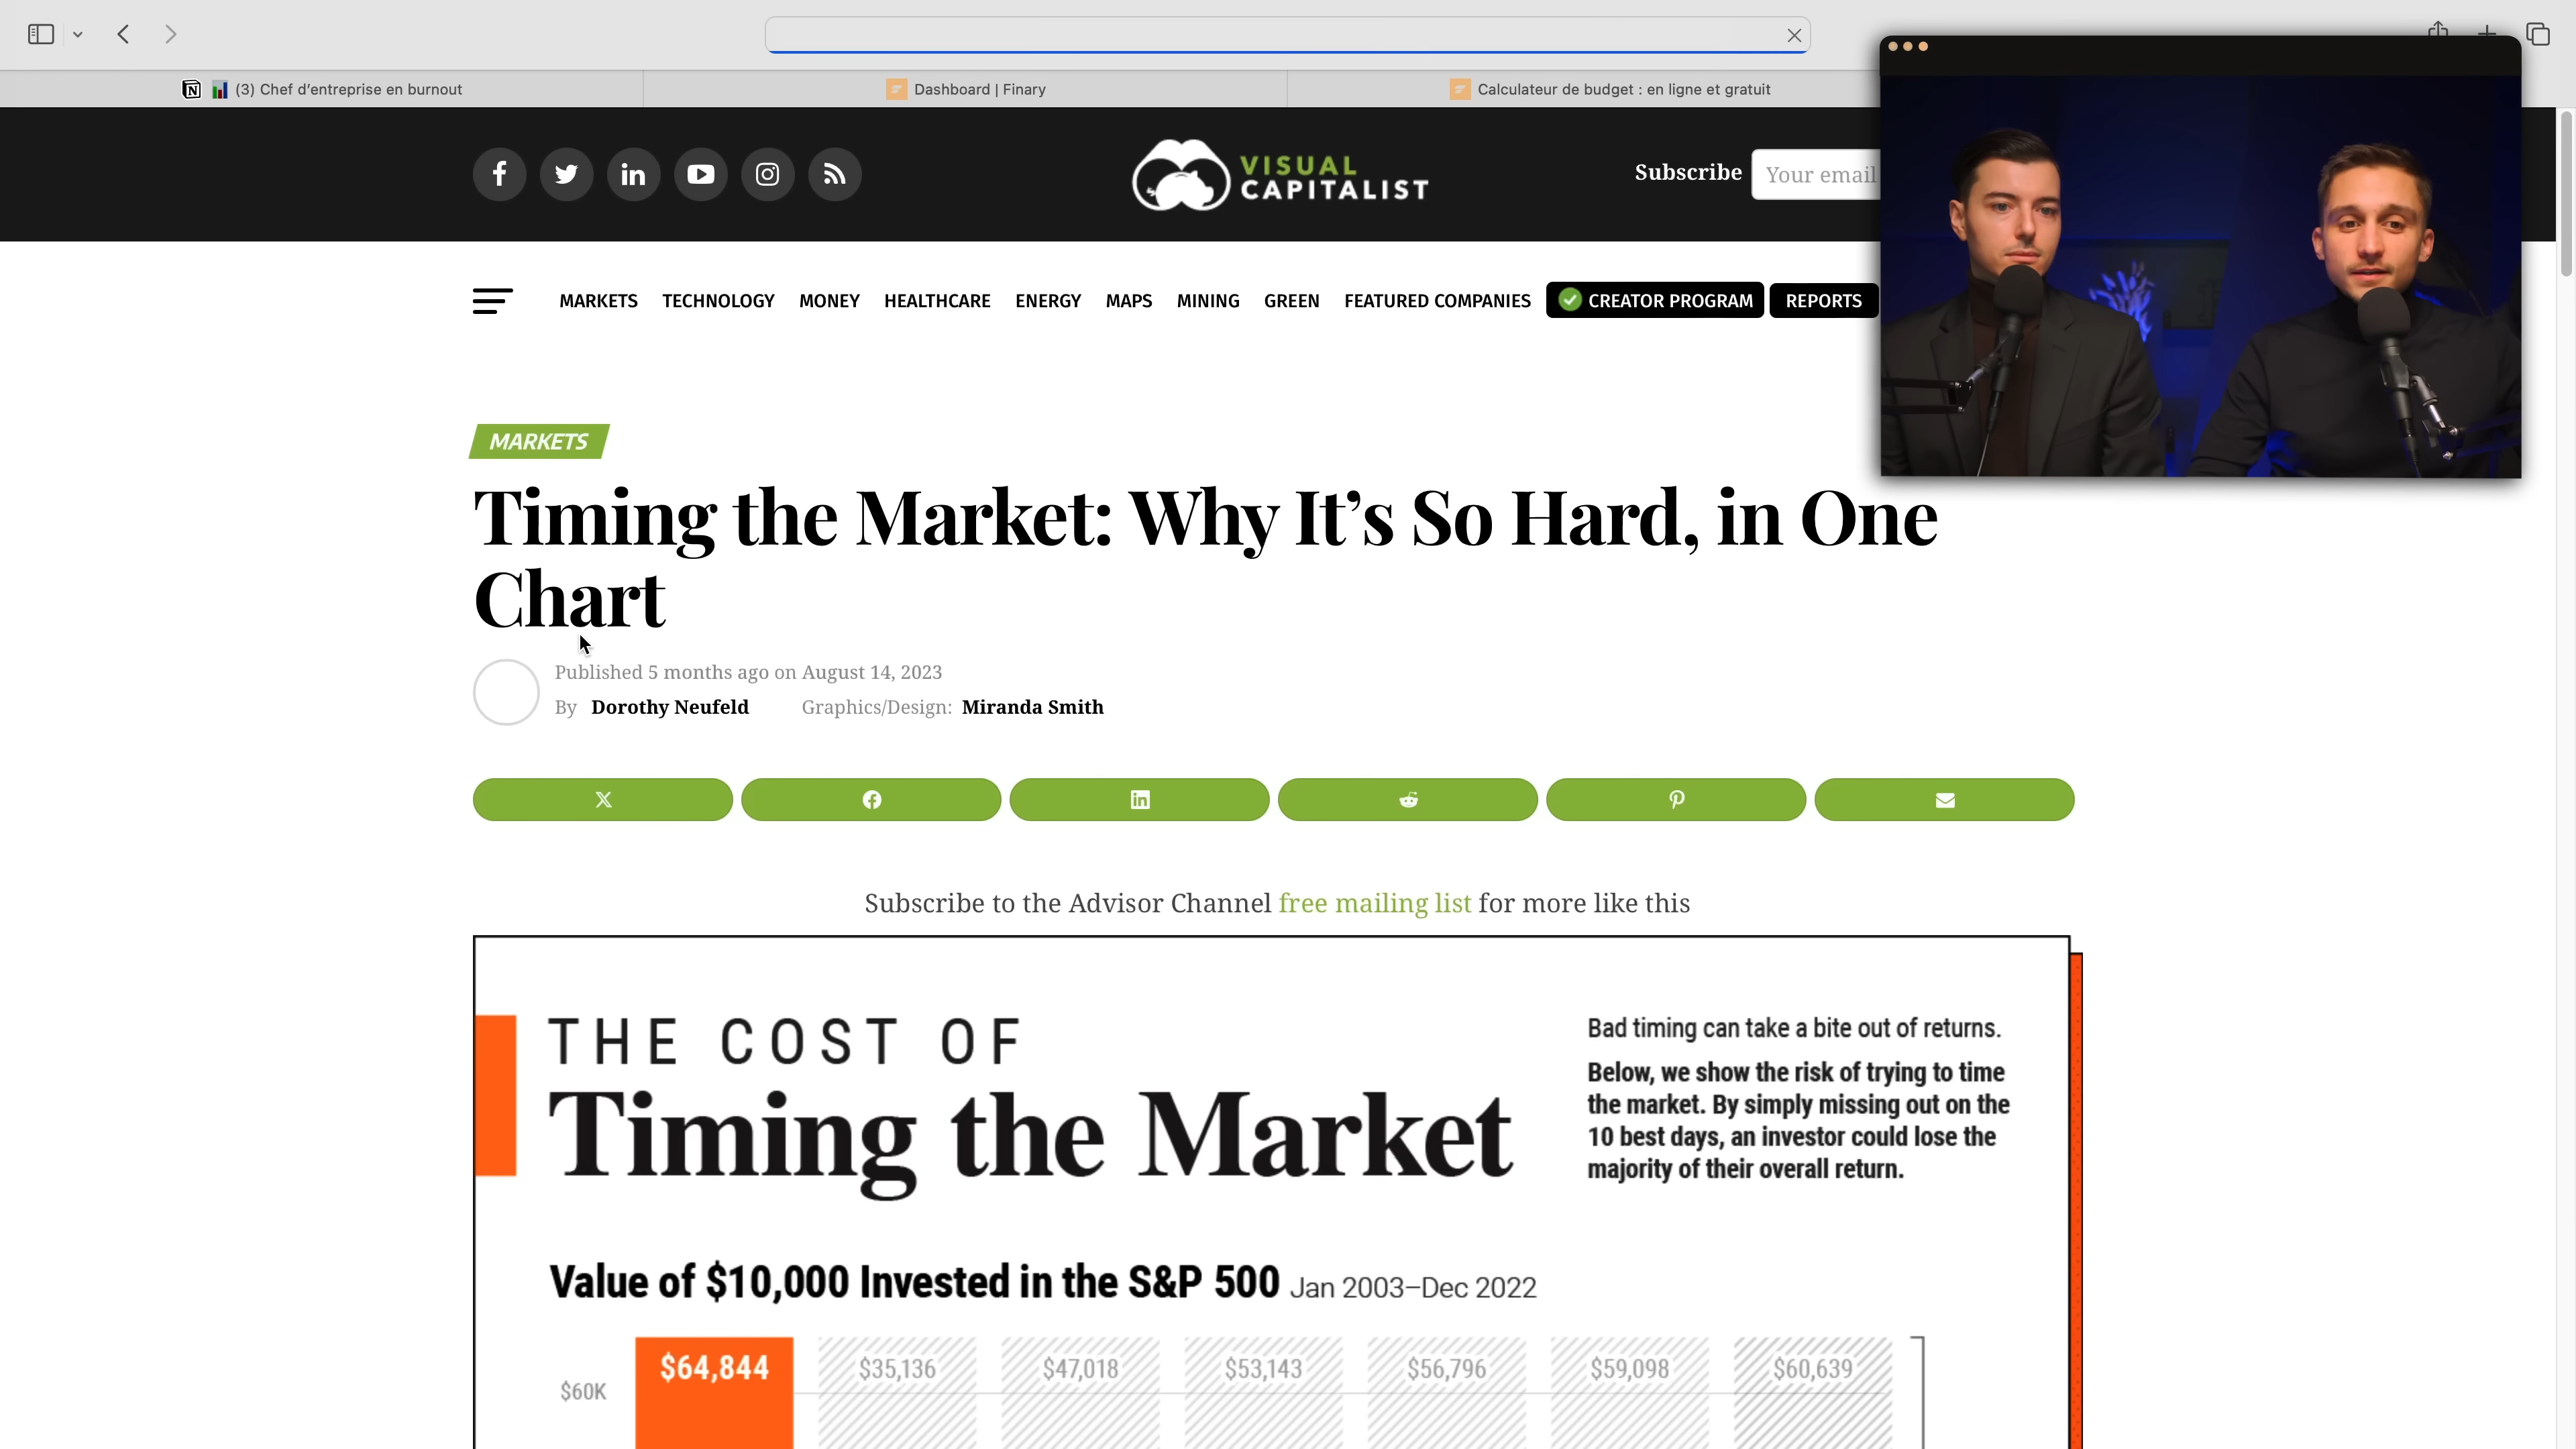 (3) Chef d'entreprise en burnout
Dashboard | Finary
Calculateur de budget : en ligne et gratuit
VISUAL
CAPITALIST
Subscribe
Your email
MARKETS TECHNOLOGY MONEY HEALTHCARE ENERGY MAPS MINING GREEN FEATURED COMPANIES CREATOR PROGRAM REPORTS
MARKETS
Timing the Market: Why It’s So Hard, in One
Chart
Published 5 months ago on August 14, 2023
By Dorothy Neufeld Graphics/Design: Miranda Smith
Subscribe to the Advisor Channel free mailing list for more like this
THE COST OF
Timing the Market
Bad timing can take a bite out of returns.
Below, we show the risk of trying to time
the market. By simply missing out on the
10 best days, an investor could lose the
majority of their overall return.
Value of $10,000 Invested in the S&P 500 Jan 2003–Dec 2022
$64,844 $35,136 $47,018 $53,143 $56,796 $59,098 $60,639
$60K